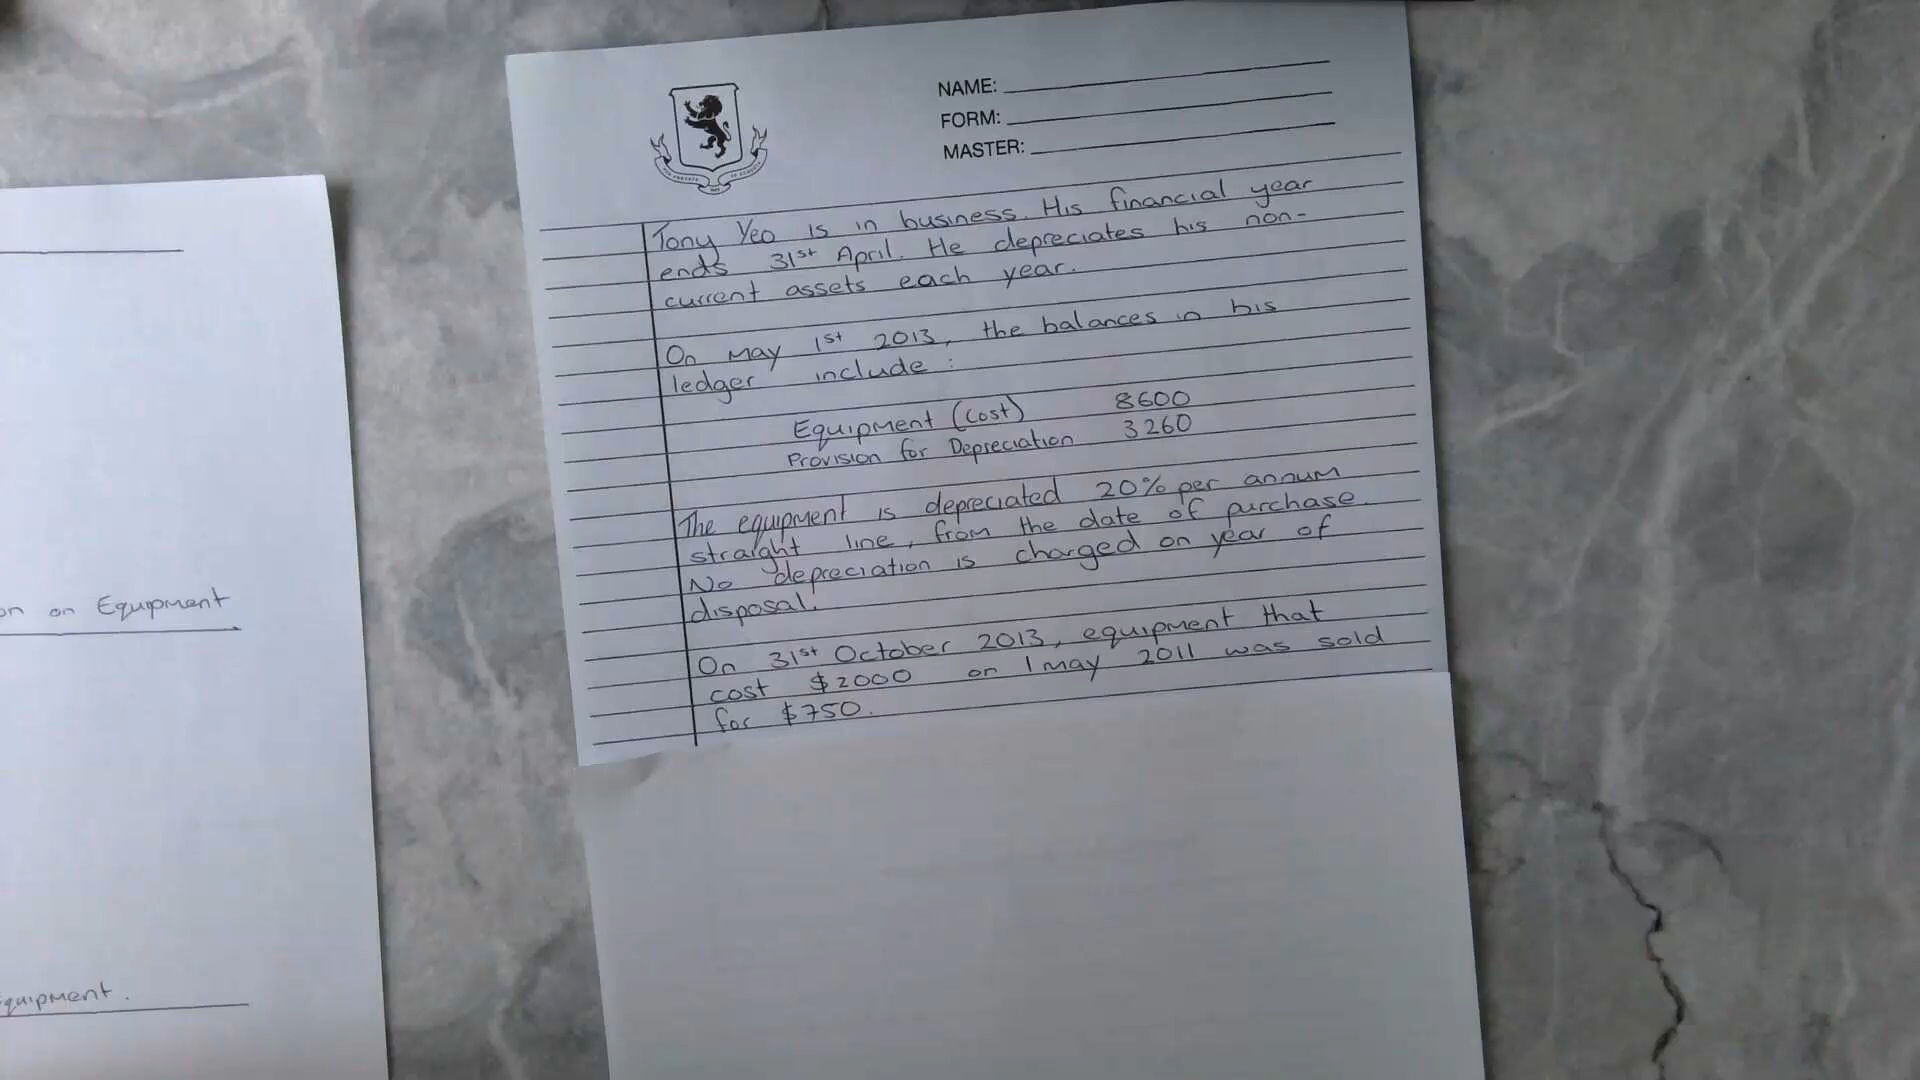 NAME:
FORM:
MASTER:
Tony Yeo is in business. His financial year
ends 31st April. He depreciates his non-
current assets each year.
On May 1st 2013, the balances in his
ledger include :
Equipment (cost) 8600
Provision for Depreciation 3260
The equipment is depreciated 20% per annum
straight line, from the date of purchase.
No depreciation is charged on year of
disposal.
On 31st October 2013, equipment that
cost $2000 on 1 May 2011 was sold
for $750.
on on Equipment
quipment.